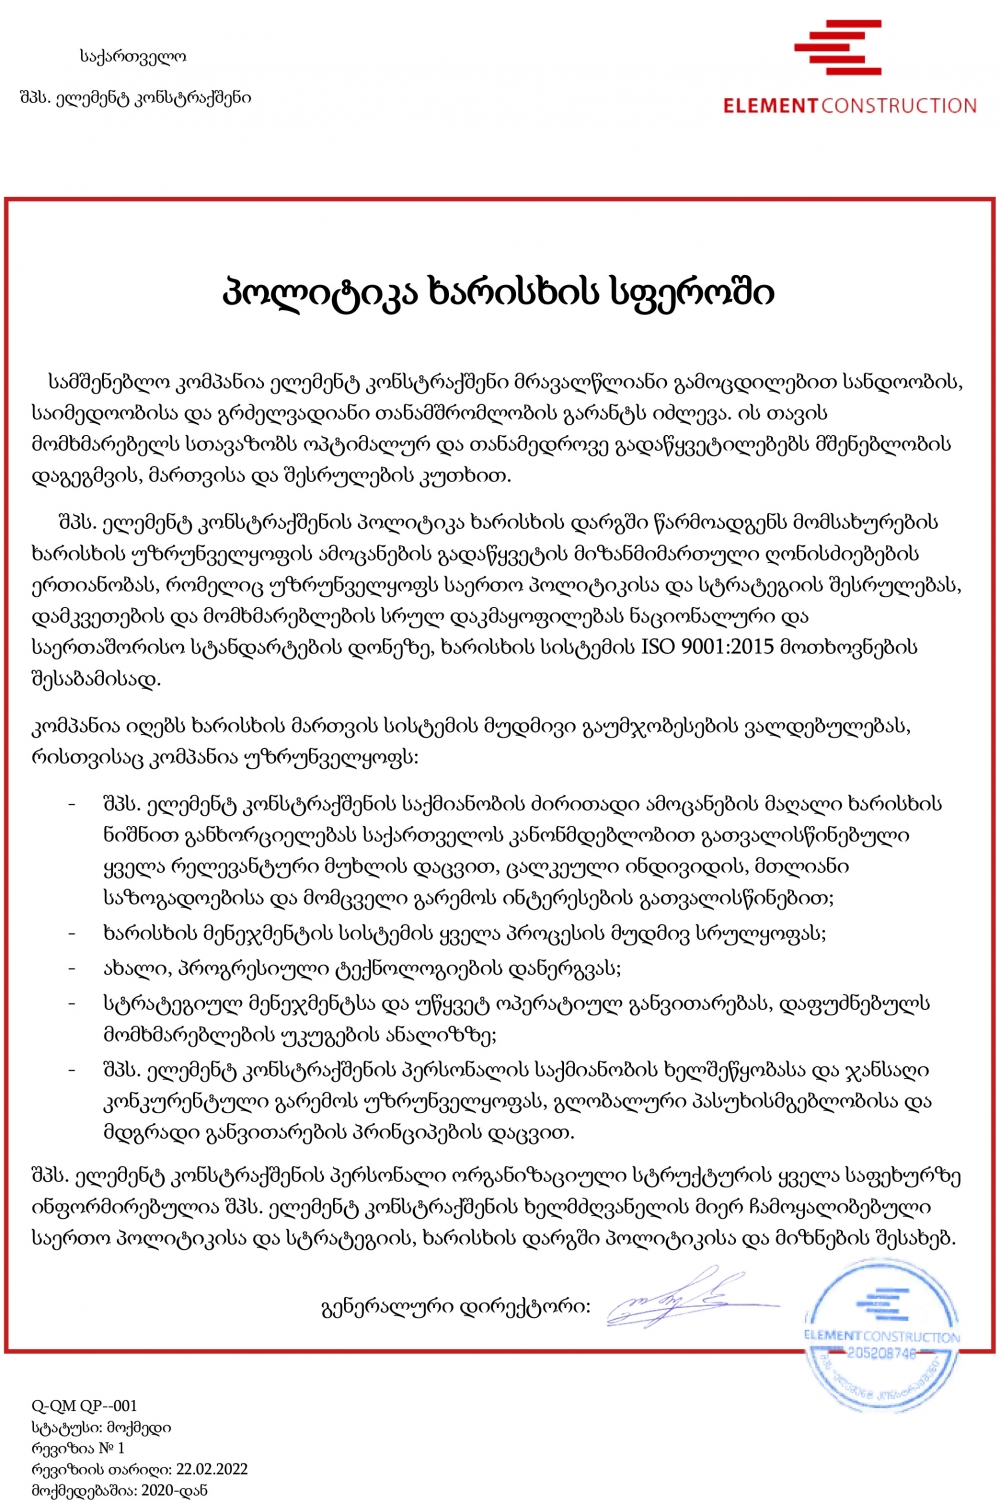 საქართველო
შპს. ელემენტ კონსტრაქშენი
ELEMENTCONSTRUCTION
პოლიტიკა ხარისხის სფეროში
სამშენებლო კომპანია ელემენტ კონსტრაქშენი მრავალწლიანი გამოცდილებით სანდოობის,
საიმედოობისა და გრძელვადიანი თანამშრომლობის გარანტს იძლევა. ის თავის
მომხმარებელს სთავაზობს ოპტიმალურ და თანამედროვე გადაწყვეტილებებს მშენებლობის
დაგეგმვის, მართვისა და შესრულების კუთხით.
შპს. ელემენტ კონსტრაქშენის პოლიტიკა ხარისხის დარგში წარმოადგენს მომსახურების
ხარისხის უზრუნველყოფის ამოცანების გადაწყვეტის მიზანმიმართული ღონისძიებების
ერთიანობას, რომელიც უზრუნველყოფს საერთო პოლიტიკისა და სტრატეგიის შესრულებას,
დამკვეთების და მომხმარებლების სრულ დაკმაყოფილებას ნაციონალური და
საერთაშორისო სტანდარტების დონეზე, ხარისხის სისტემის ISO 9001:2015 მოთხოვნების
შესაბამისად.
კომპანია იღებს ხარისხის მართვის სისტემის მუდმივი გაუმჯობესების ვალდებულებას,
რისთვისაც კომპანია უზრუნველყოფს:
- შპს. ელემენტ კონსტრაქშენის საქმიანობის ძირითადი ამოცანების მაღალი ხარისხის
ნიშნით განხორციელებას საქართველოს კანონმდებლობით გათვალისწინებული
ყველა რელევანტური მუხლის დაცვით, ცალკეული ინდივიდის, მთლიანი
საზოგადოებისა და მომცველი გარემოს ინტერესების გათვალისწინებით;
- ხარისხის მენეჯმენტის სისტემის ყველა პროცესის მუდმივ სრულყოფას;
- ახალი, პროგრესიული ტექნოლოგიების დანერგვას;
- სტრატეგიულ მენეჯმენტსა და უწყვეტ ოპერატიულ განვითარებას, დაფუძნებულს
მომხმარებლების უკუგების ანალიზზე;
- შპს. ელემენტ კონსტრაქშენის პერსონალის საქმიანობის ხელშეწყობასა და ჯანსაღი
კონკურენტული გარემოს უზრუნველყოფას, გლობალური პასუხისმგებლობისა და
მდგრადი განვითარების პრინციპების დაცვით.
შპს. ელემენტ კონსტრაქშენის პერსონალი ორგანიზაციული სტრუქტურის ყველა საფეხურზე
ინფორმირებულია შპს. ელემენტ კონსტრაქშენის ხელმძღვანელის მიერ ჩამოყალიბებული
საერთო პოლიტიკისა და სტრატეგიის, ხარისხის დარგში პოლიტიკისა და მიზნების შესახებ.
გენერალური დირექტორი:
ELEMENTCONSTRUCTION
205208746
შპს "ელემენტ კონსტრაქშენი"
Q-QM QP--001
სტატუსი: მოქმედი
რევიზია № 1
რევიზიის თარიღი: 22.02.2022
მოქმედებაშია: 2020-დან